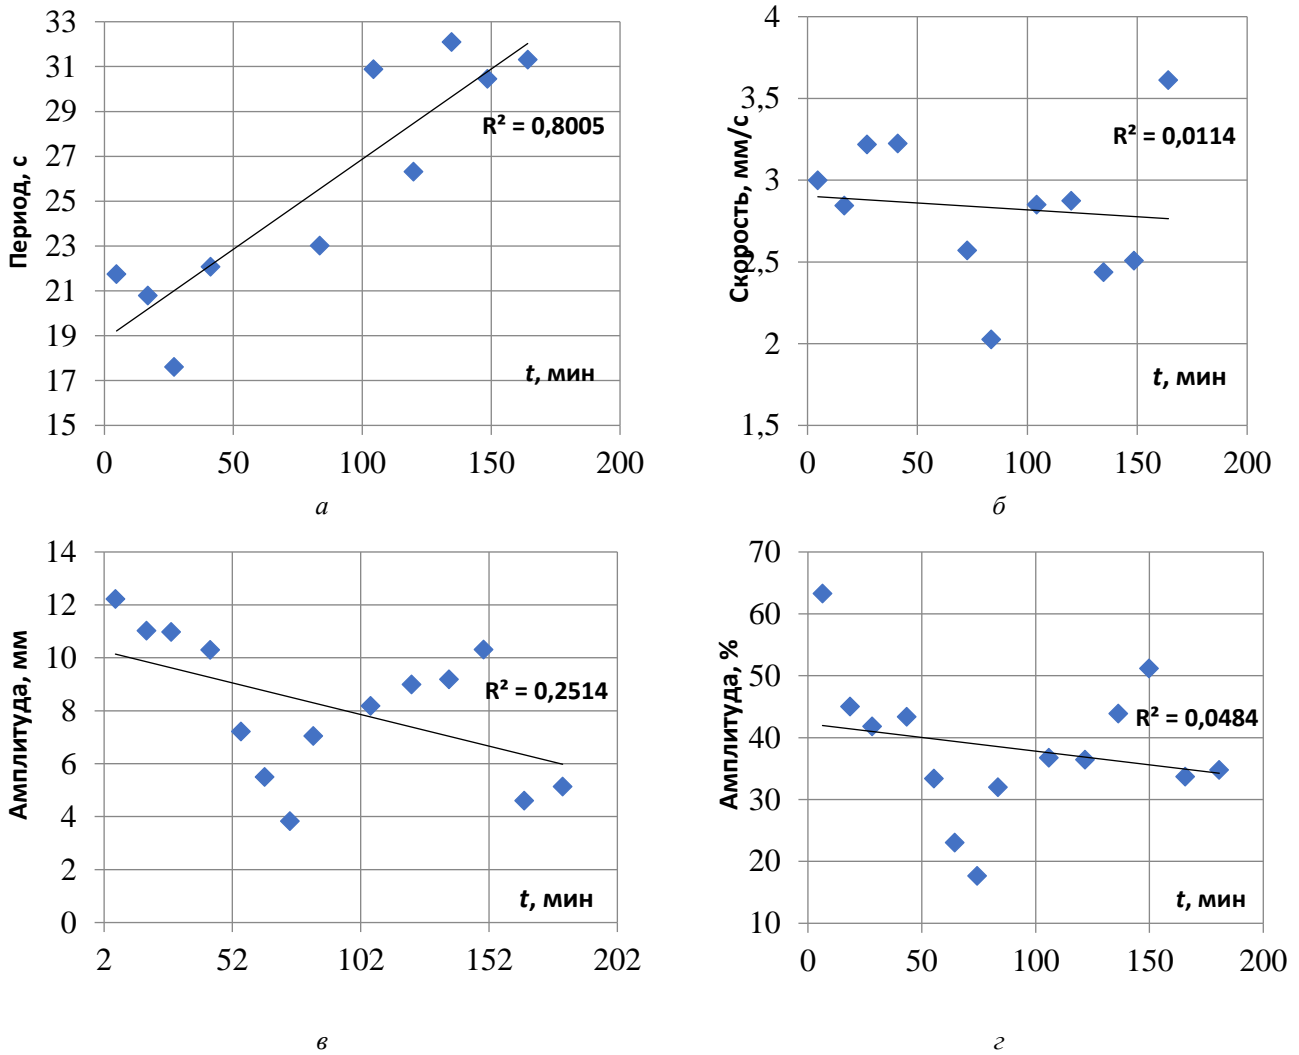 33
31
29
27
25
23
21
19
17
15
0 50 100 150 200
Период, с
R² = 0,8005
t, мин
а
4
3,5
3
2,5
2
1,5
0 50 100 150 200
Скорость, мм/с
R² = 0,0114
t, мин
б
14
12
10
8
6
4
2
0
2 52 102 152 202
Амплитуда, мм
R² = 0,2514
t, мин
в
70
60
50
40
30
20
10
0 50 100 150 200
Амплитуда, %
R² = 0,0484
t, мин
г